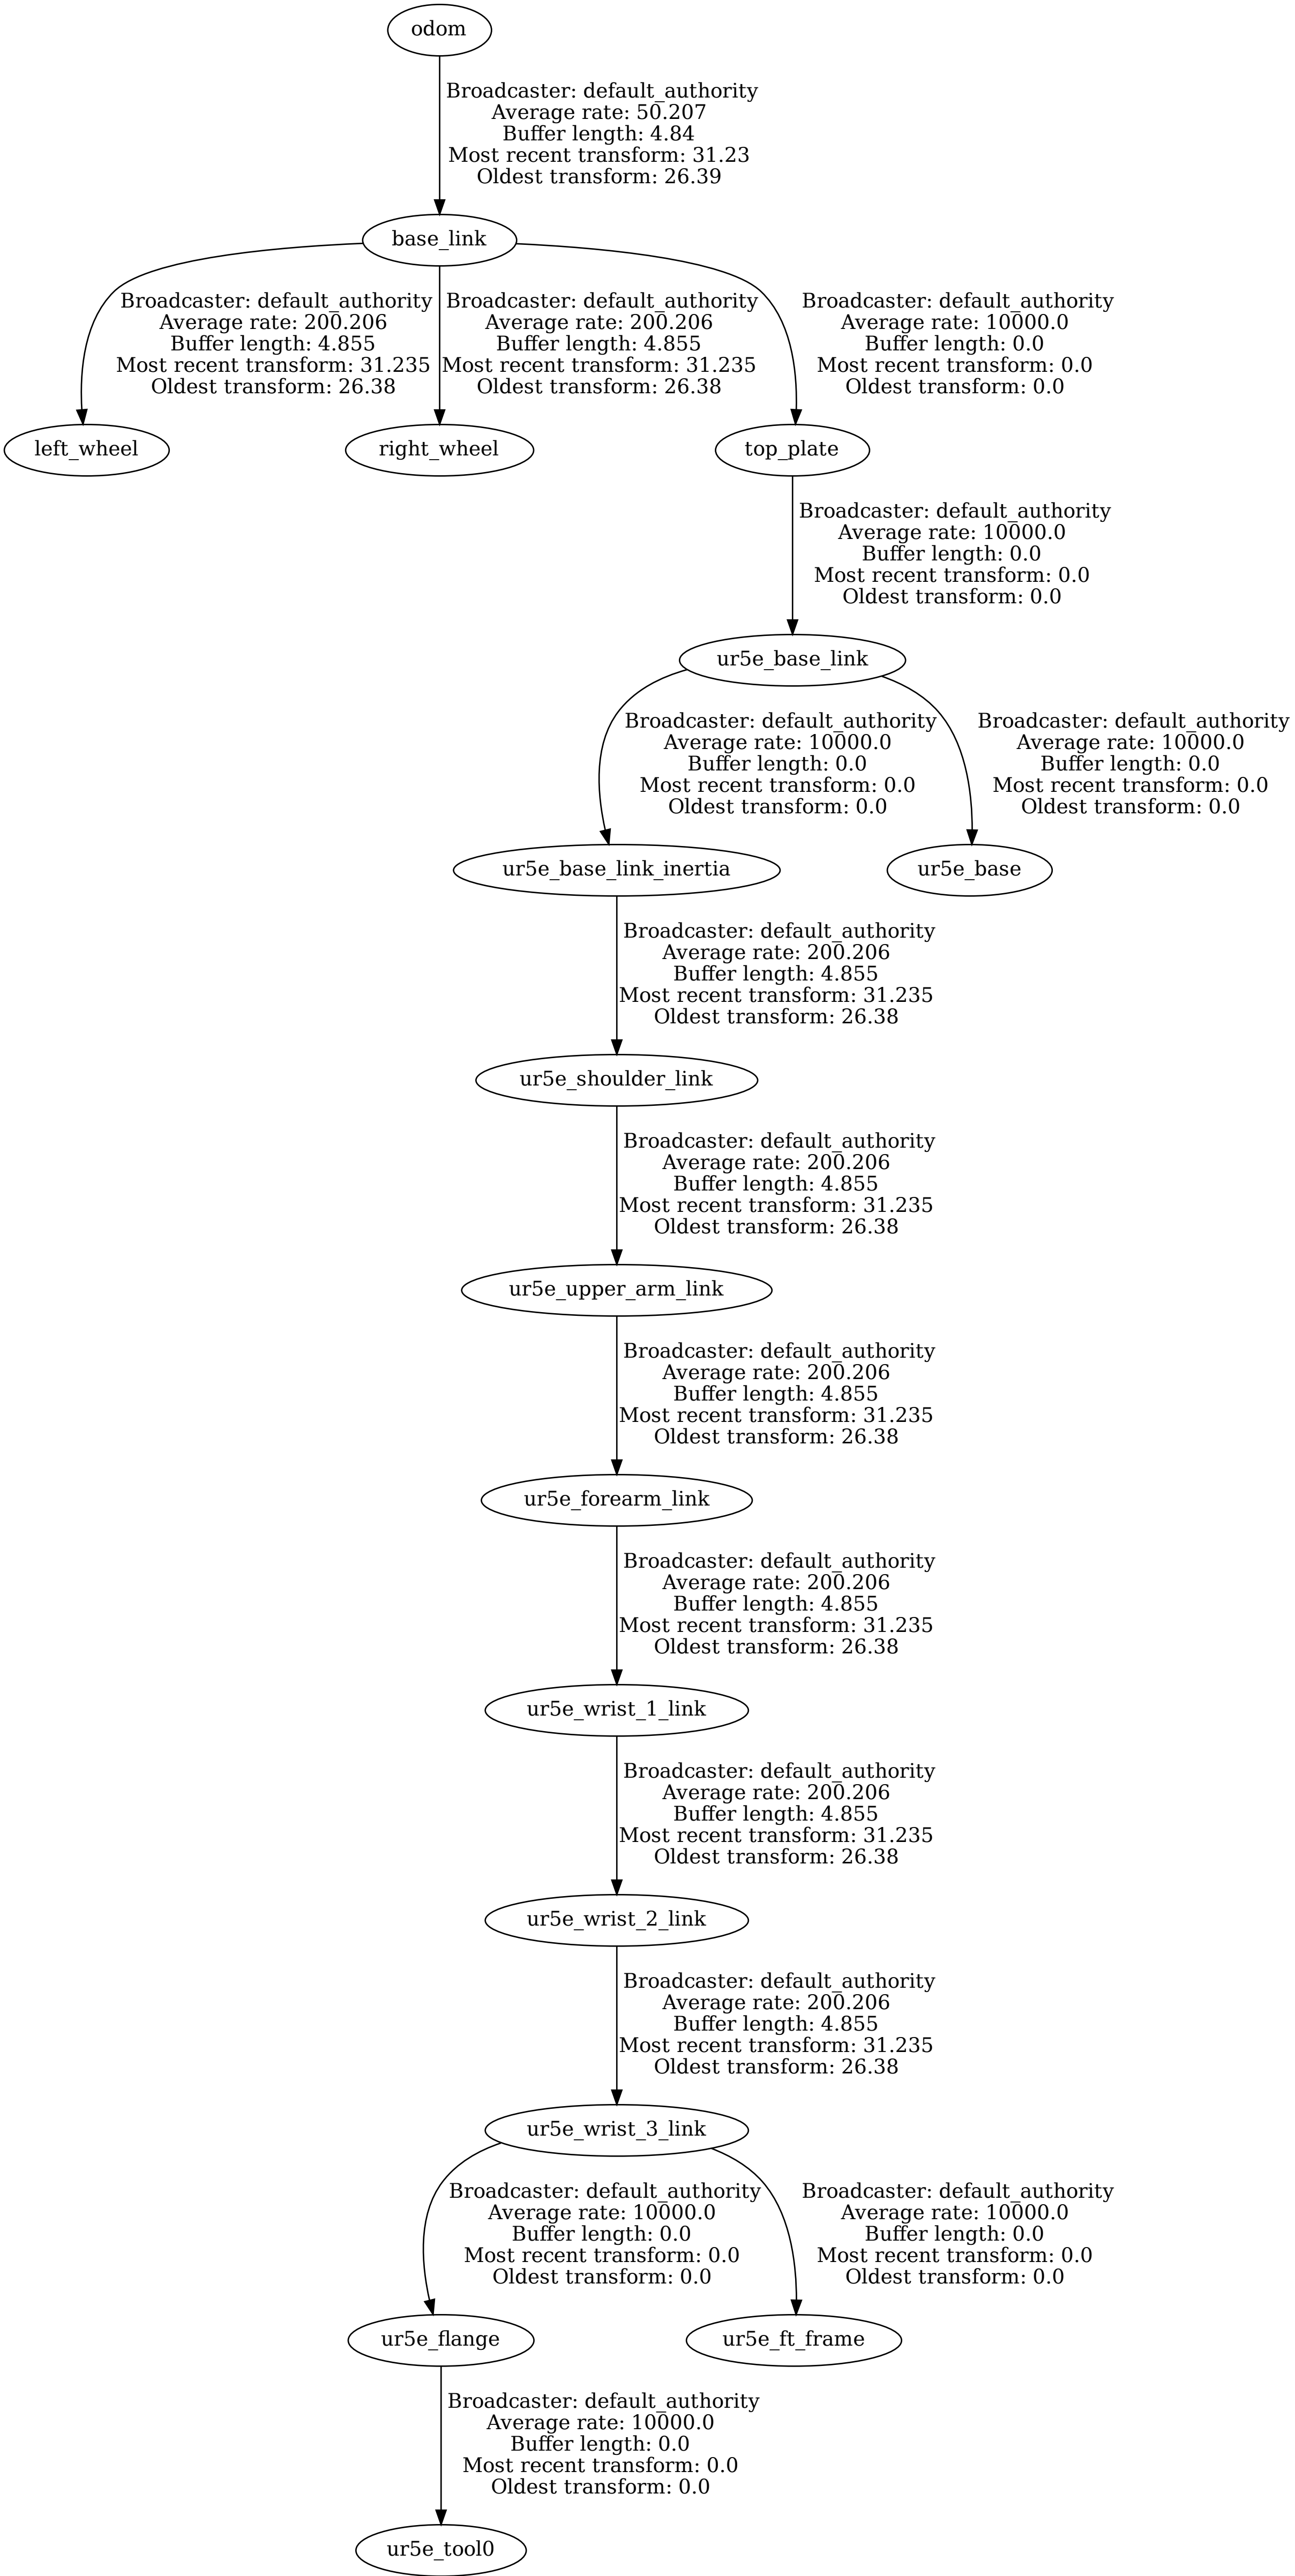 odom
Broadcaster: default_authority
Average rate: 50.207
Buffer length: 4.84
Most recent transform: 31.23
Oldest transform: 26.39
base_link
Broadcaster: default_authority
Average rate: 200.206
Buffer length: 4.855
Most recent transform: 31.235
Oldest transform: 26.38
Broadcaster: default_authority
Average rate: 200.206
Buffer length: 4.855
Most recent transform: 31.235
Oldest transform: 26.38
Broadcaster: default_authority
Average rate: 10000.0
Buffer length: 0.0
Most recent transform: 0.0
Oldest transform: 0.0
left_wheel
right_wheel
top_plate
Broadcaster: default_authority
Average rate: 10000.0
Buffer length: 0.0
Most recent transform: 0.0
Oldest transform: 0.0
ur5e_base_link
Broadcaster: default_authority
Average rate: 10000.0
Buffer length: 0.0
Most recent transform: 0.0
Oldest transform: 0.0
Broadcaster: default_authority
Average rate: 10000.0
Buffer length: 0.0
Most recent transform: 0.0
Oldest transform: 0.0
ur5e_base_link_inertia
ur5e_base
Broadcaster: default_authority
Average rate: 200.206
Buffer length: 4.855
Most recent transform: 31.235
Oldest transform: 26.38
ur5e_shoulder_link
Broadcaster: default_authority
Average rate: 200.206
Buffer length: 4.855
Most recent transform: 31.235
Oldest transform: 26.38
ur5e_upper_arm_link
Broadcaster: default_authority
Average rate: 200.206
Buffer length: 4.855
Most recent transform: 31.235
Oldest transform: 26.38
ur5e_forearm_link
Broadcaster: default_authority
Average rate: 200.206
Buffer length: 4.855
Most recent transform: 31.235
Oldest transform: 26.38
ur5e_wrist_1_link
Broadcaster: default_authority
Average rate: 200.206
Buffer length: 4.855
Most recent transform: 31.235
Oldest transform: 26.38
ur5e_wrist_2_link
Broadcaster: default_authority
Average rate: 200.206
Buffer length: 4.855
Most recent transform: 31.235
Oldest transform: 26.38
ur5e_wrist_3_link
Broadcaster: default_authority
Average rate: 10000.0
Buffer length: 0.0
Most recent transform: 0.0
Oldest transform: 0.0
Broadcaster: default_authority
Average rate: 10000.0
Buffer length: 0.0
Most recent transform: 0.0
Oldest transform: 0.0
ur5e_flange
ur5e_ft_frame
Broadcaster: default_authority
Average rate: 10000.0
Buffer length: 0.0
Most recent transform: 0.0
Oldest transform: 0.0
ur5e_tool0